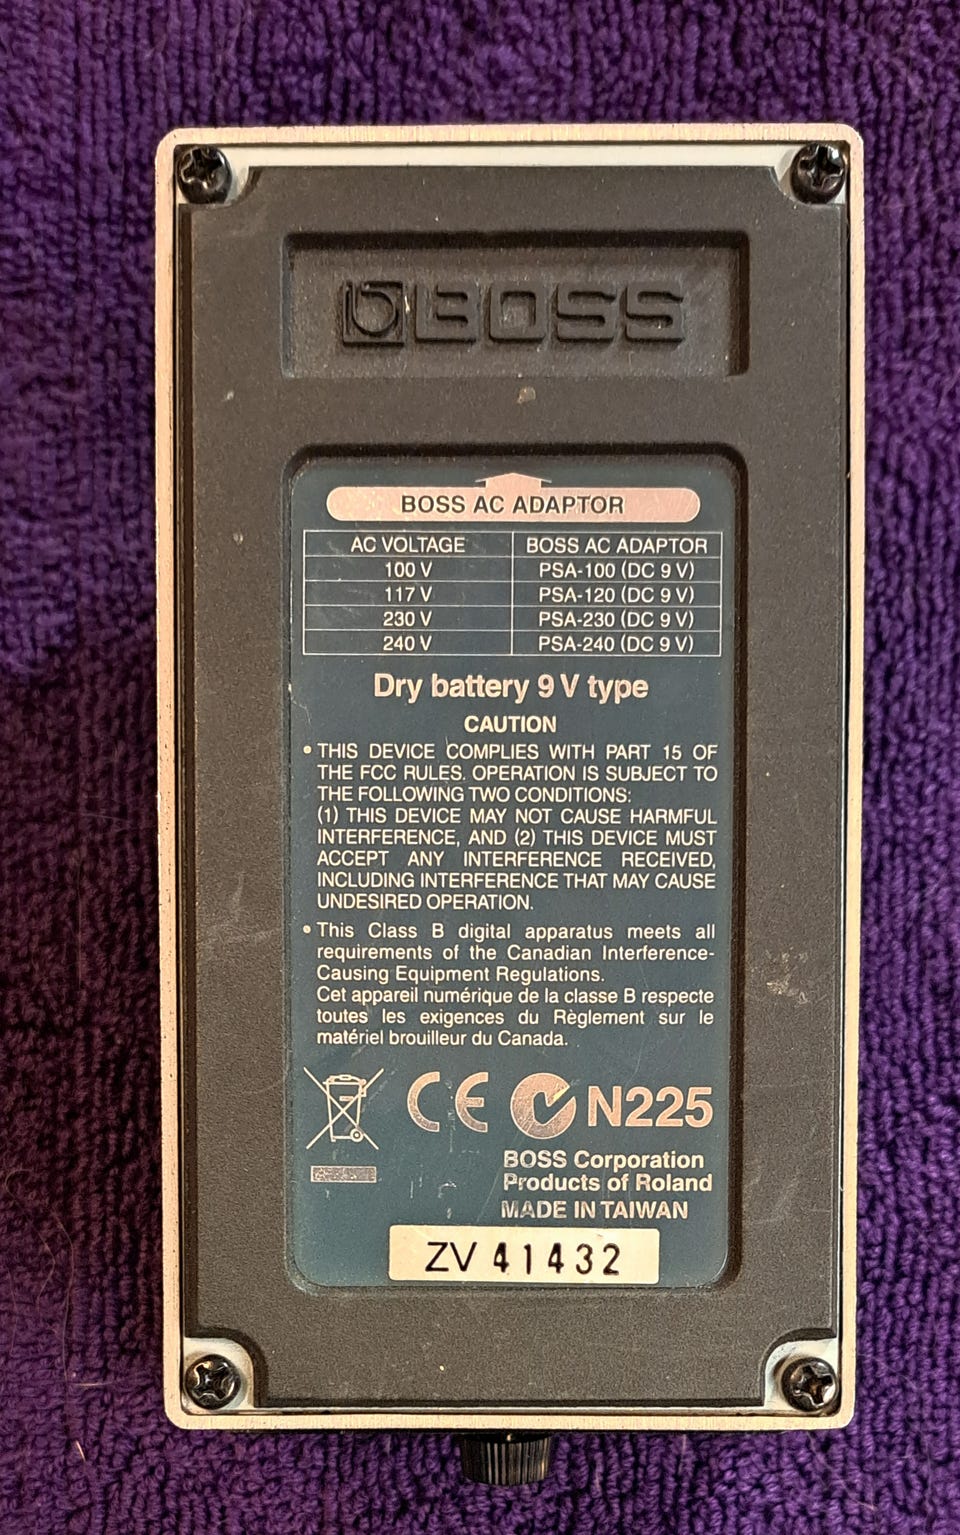 BOSS
BOSS AC ADAPTOR
AC VOLTAGE BOSS AC ADAPTOR
100 V PSA-100 (DC 9 V)
117 V PSA-120 (DC 9 V)
230 V PSA-230 (DC 9 V)
240 V PSA-240 (DC 9 V)
Dry battery 9 V type
CAUTION
• THIS DEVICE COMPLIES WITH PART 15 OF
THE FCC RULES. OPERATION IS SUBJECT TO
THE FOLLOWING TWO CONDITIONS:
(1) THIS DEVICE MAY NOT CAUSE HARMFUL
INTERFERENCE, AND (2) THIS DEVICE MUST
ACCEPT ANY INTERFERENCE RECEIVED,
INCLUDING INTERFERENCE THAT MAY CAUSE
UNDESIRED OPERATION.
• This Class B digital apparatus meets all
requirements of the Canadian Interference-
Causing Equipment Regulations.
Cet appareil numérique de la classe B respecte
toutes les exigences du Règlement sur le
matériel brouilleur du Canada.
CE N225
BOSS Corporation
Products of Roland
MADE IN TAIWAN
ZV 41432